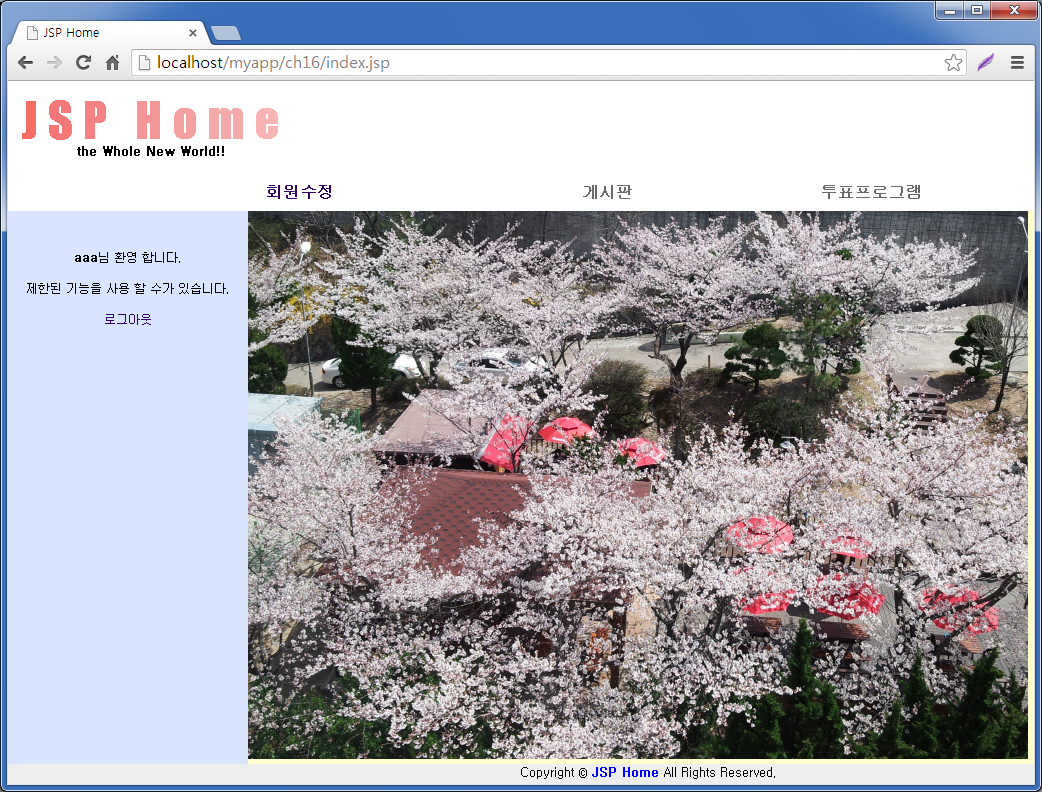 JSP Home
localhost/myapp/ch16/index.jsp
JSP Home
the Whole New World!!
회원수정 게시판 투표프로그램
aaa님 환영 합니다.
제한된 기능을 사용 할 수가 있습니다.
로그아웃
Copyright © JSP Home All Rights Reserved.